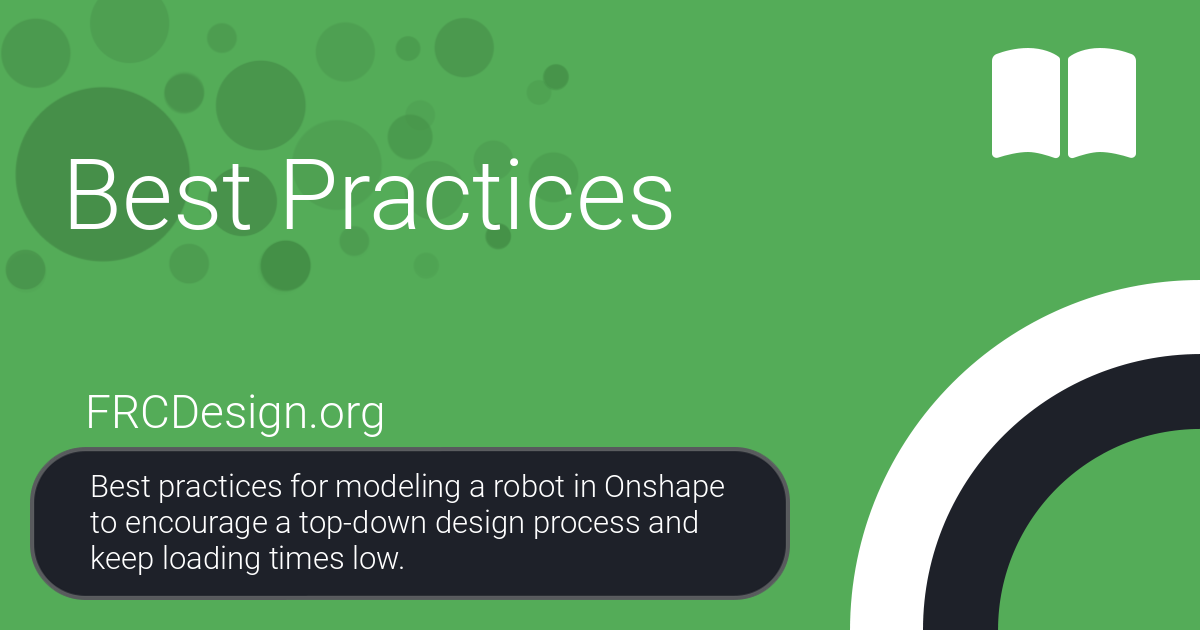 Best Practices
FRCDesign.org
Best practices for modeling a robot in Onshape
to encourage a top-down design process and
keep loading times low.